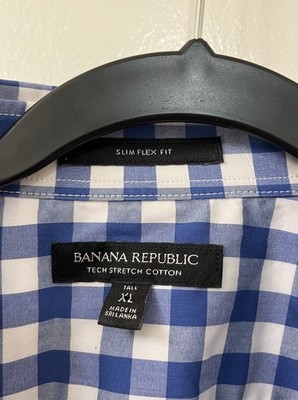 SLIM FLEX FIT
BANANA REPUBLIC
TECH STRETCH COTTON
TALL
XL
MADE IN
SRI LANKA